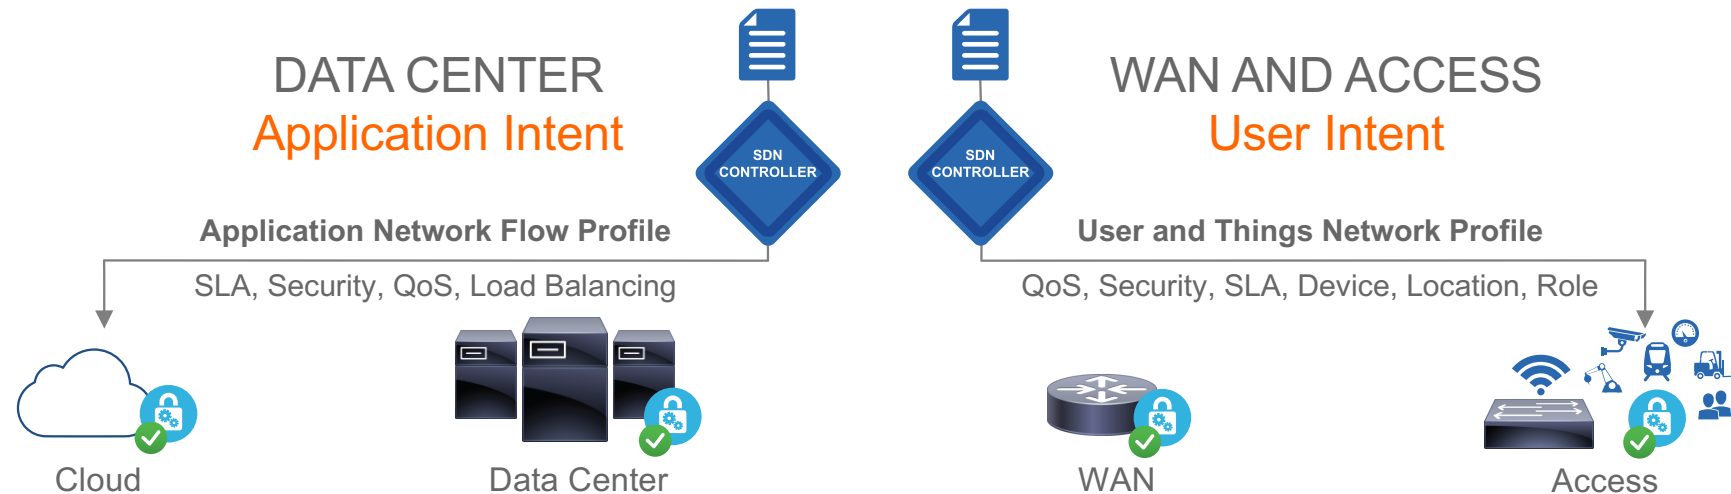 DATA CENTER
Application Intent
SDN
CONTROLLER
Application Network Flow Profile
SLA, Security, QoS, Load Balancing
Cloud
Data Center
WAN AND ACCESS
User Intent
SDN
CONTROLLER
User and Things Network Profile
QoS, Security, SLA, Device, Location, Role
WAN
Access